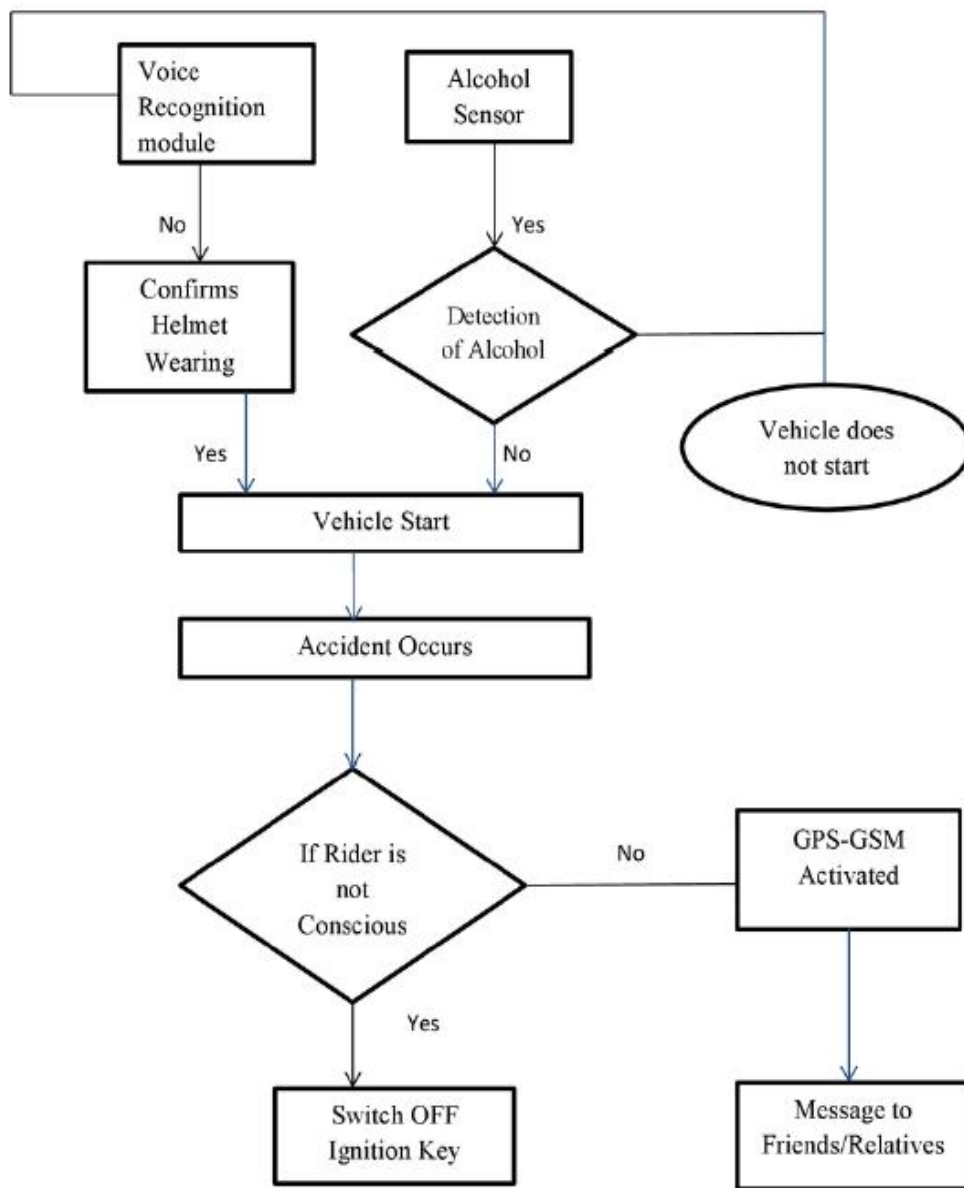 Voice
Recognition
module
Alcohol
Sensor
No
Yes
Confirms
Helmet
Wearing
Detection
of Alcohol
Vehicle does
not start
Yes
No
Vehicle Start
Accident Occurs
If Rider is
not
Conscious
No
GPS-GSM
Activated
Yes
Switch OFF
Ignition Key
Message to
Friends/Relatives